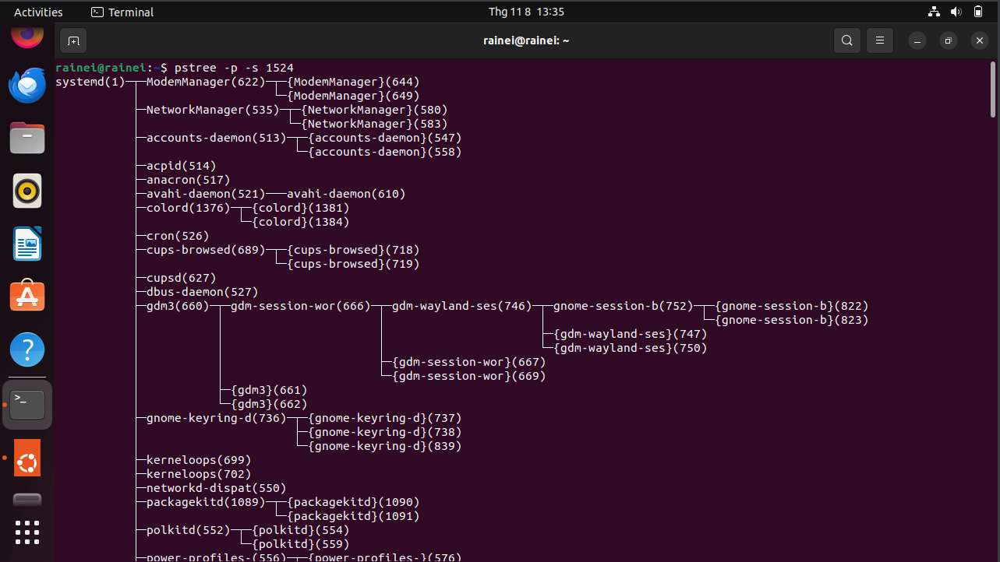 Activities Terminal Thg 11 8 13:35
rainei@rainei: ~
rainei@rainei:~$ pstree -p -s 1524
systemd(1)─┬─ModemManager(622)─┬─{ModemManager}(644)
           │                   └─{ModemManager}(649)
           ├─NetworkManager(535)─┬─{NetworkManager}(580)
           │                     └─{NetworkManager}(583)
           ├─accounts-daemon(513)─┬─{accounts-daemon}(547)
           │                      └─{accounts-daemon}(558)
           ├─acpid(514)
           ├─anacron(517)
           ├─avahi-daemon(521)───avahi-daemon(610)
           ├─colord(1376)─┬─{colord}(1381)
           │              └─{colord}(1384)
           ├─cron(526)
           ├─cups-browsed(689)─┬─{cups-browsed}(718)
           │                   └─{cups-browsed}(719)
           ├─cupsd(627)
           ├─dbus-daemon(527)
           ├─gdm3(660)─┬─gdm-session-wor(666)─┬─gdm-wayland-ses(746)─┬─gnome-session-b(752)─┬─{gnome-session-b}(822)
           │           │                      │                      │                      └─{gnome-session-b}(823)
           │           │                      │                      ├─{gdm-wayland-ses}(747)
           │           │                      │                      └─{gdm-wayland-ses}(750)
           │           │                      ├─{gdm-session-wor}(667)
           │           │                      └─{gdm-session-wor}(669)
           │           ├─{gdm3}(661)
           │           └─{gdm3}(662)
           ├─gnome-keyring-d(736)─┬─{gnome-keyring-d}(737)
           │                      ├─{gnome-keyring-d}(738)
           │                      └─{gnome-keyring-d}(839)
           ├─kerneloops(699)
           ├─kerneloops(702)
           ├─networkd-dispat(550)
           ├─packagekitd(1089)─┬─{packagekitd}(1090)
           │                   └─{packagekitd}(1091)
           ├─polkitd(552)─┬─{polkitd}(554)
           │              └─{polkitd}(559)
           ├─power-profiles-(556)─┬─{power-profiles-}(576)